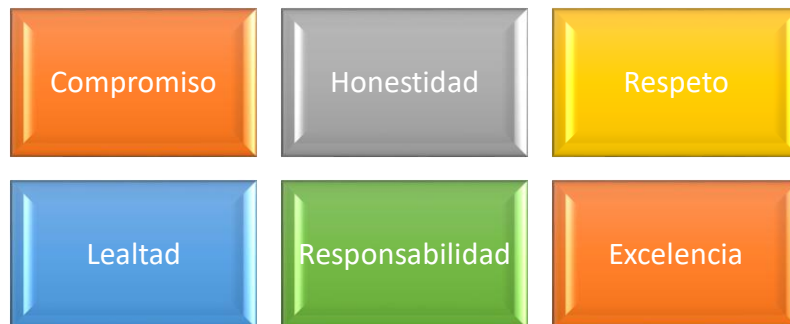 Compromiso
Honestidad
Respeto
Lealtad
Responsabilidad
Excelencia